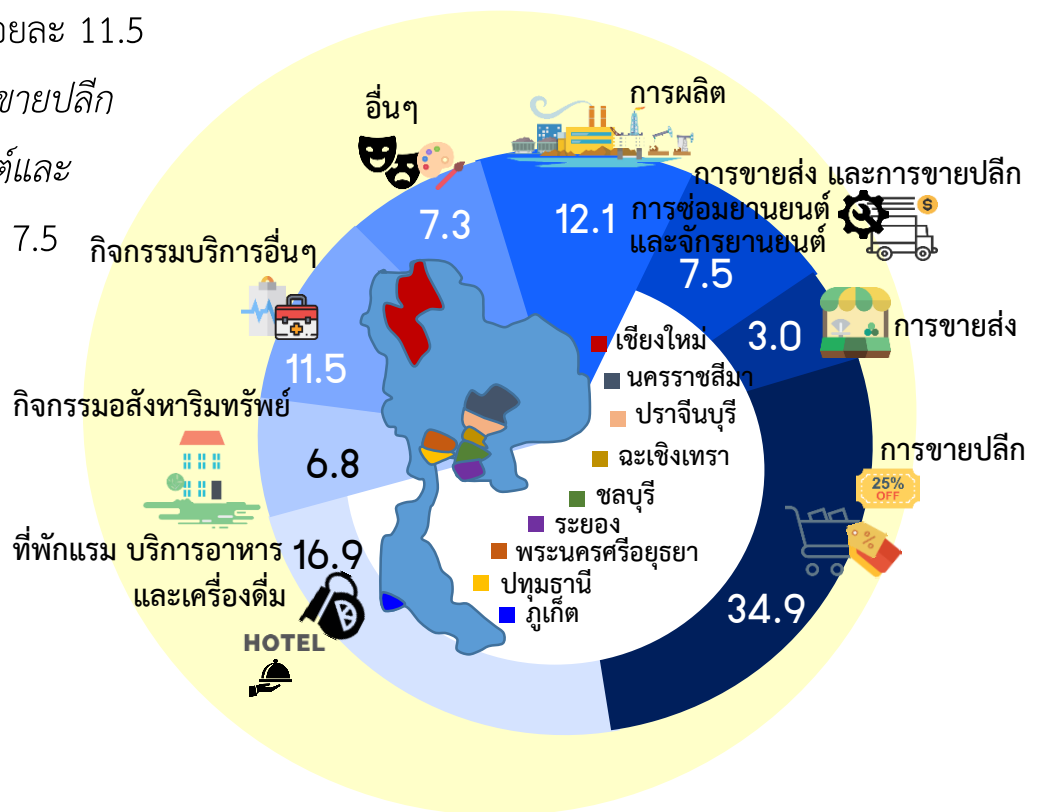 ยละ 11.5
ขายปลีก
ต์และ
7.5
อื่นๆ
การผลิต
การขายส่ง และการขายปลีก
การซ่อมยานยนต์
และจักรยานยนต์
$
7.3
12.1
7.5
กิจกรรมบริการอื่นๆ
11.5
3.0
การขายส่ง
กิจกรรมอสังหาริมทรัพย์
6.8
การขายปลีก
25%
OFF
%
34.9
ที่พักแรม บริการอาหาร 16.9
และเครื่องดื่ม
HOTEL
เชียงใหม่
นครราชสีมา
ปราจีนบุรี
ฉะเชิงเทรา
ชลบุรี
ระยอง
พระนครศรีอยุธยา
ปทุมธานี
ภูเก็ต